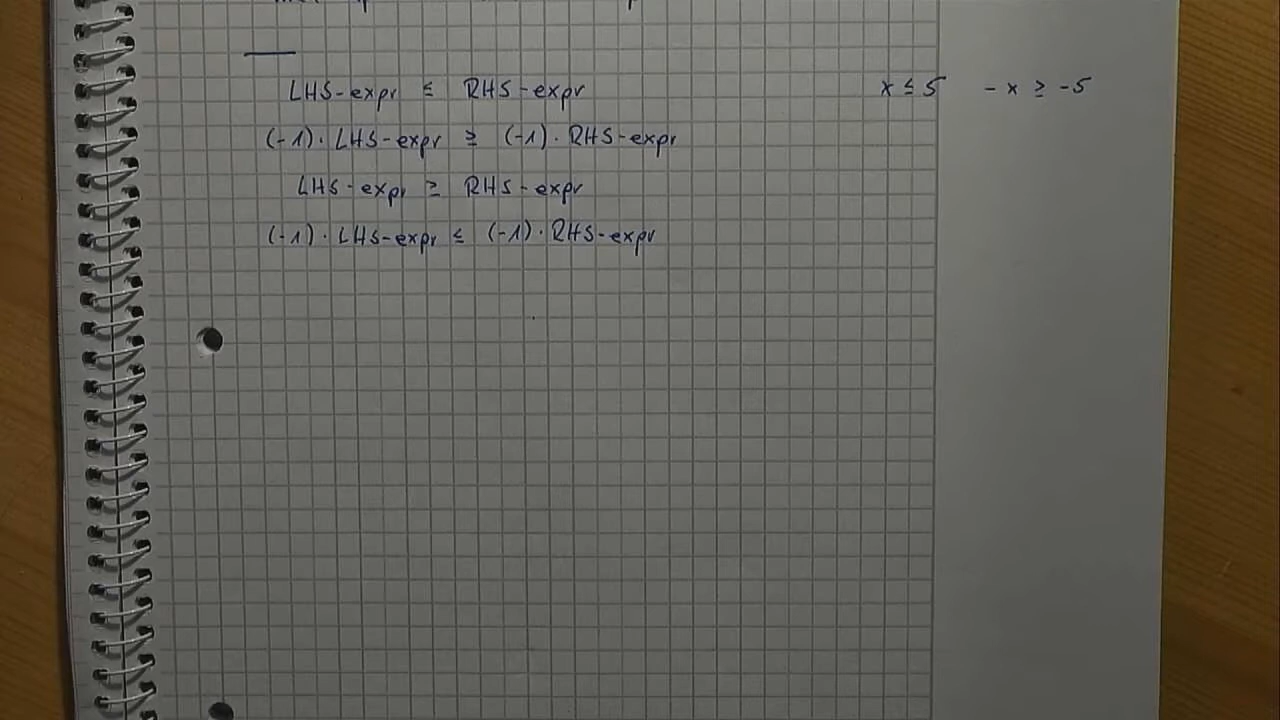 LHS-expr ≤ RHS-expr x ≤ 5 -x ≥ -5
(-1)· LHS-expr ≥ (-1)· RHS-expr
LHS-expr ≥ RHS-expr
(-1)· LHS-expr ≤ (-1)· RHS-expr